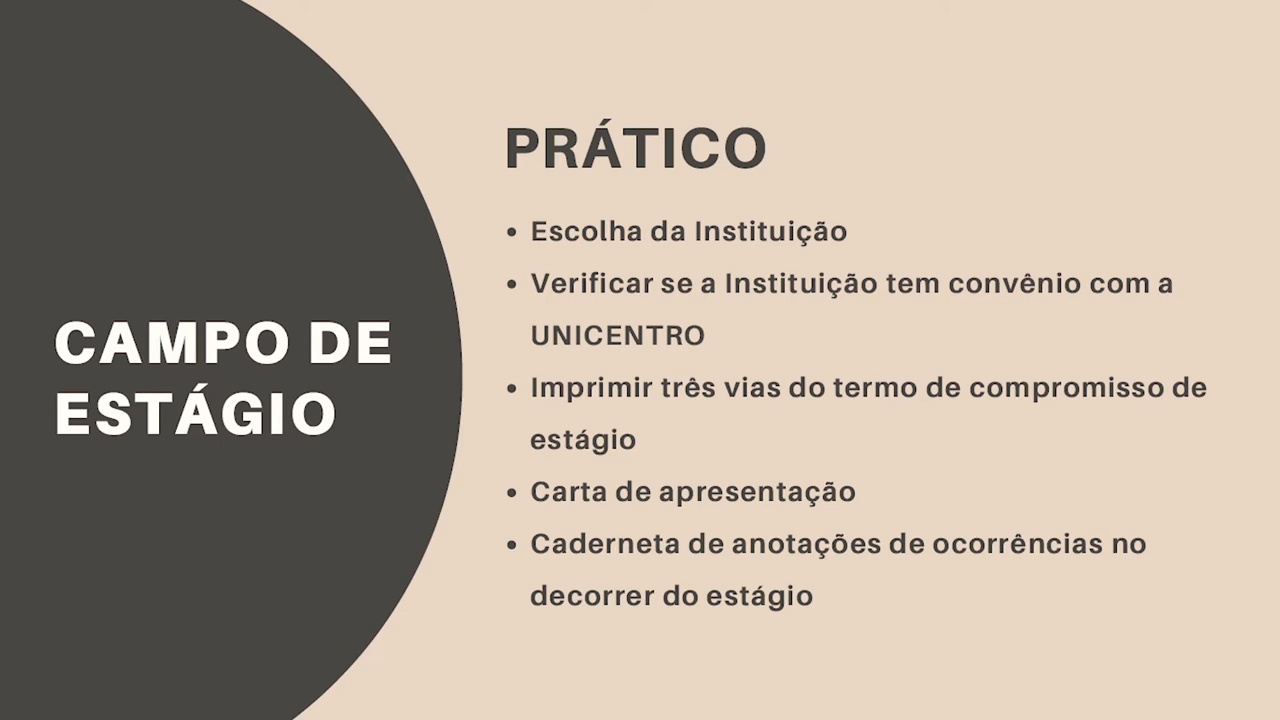 CAMPO DE
ESTÁGIO
PRÁTICO
• Escolha da Instituição
• Verificar se a Instituição tem convênio com a
UNICENTRO
• Imprimir três vias do termo de compromisso de
estágio
• Carta de apresentação
• Caderneta de anotações de ocorrências no
decorrer do estágio